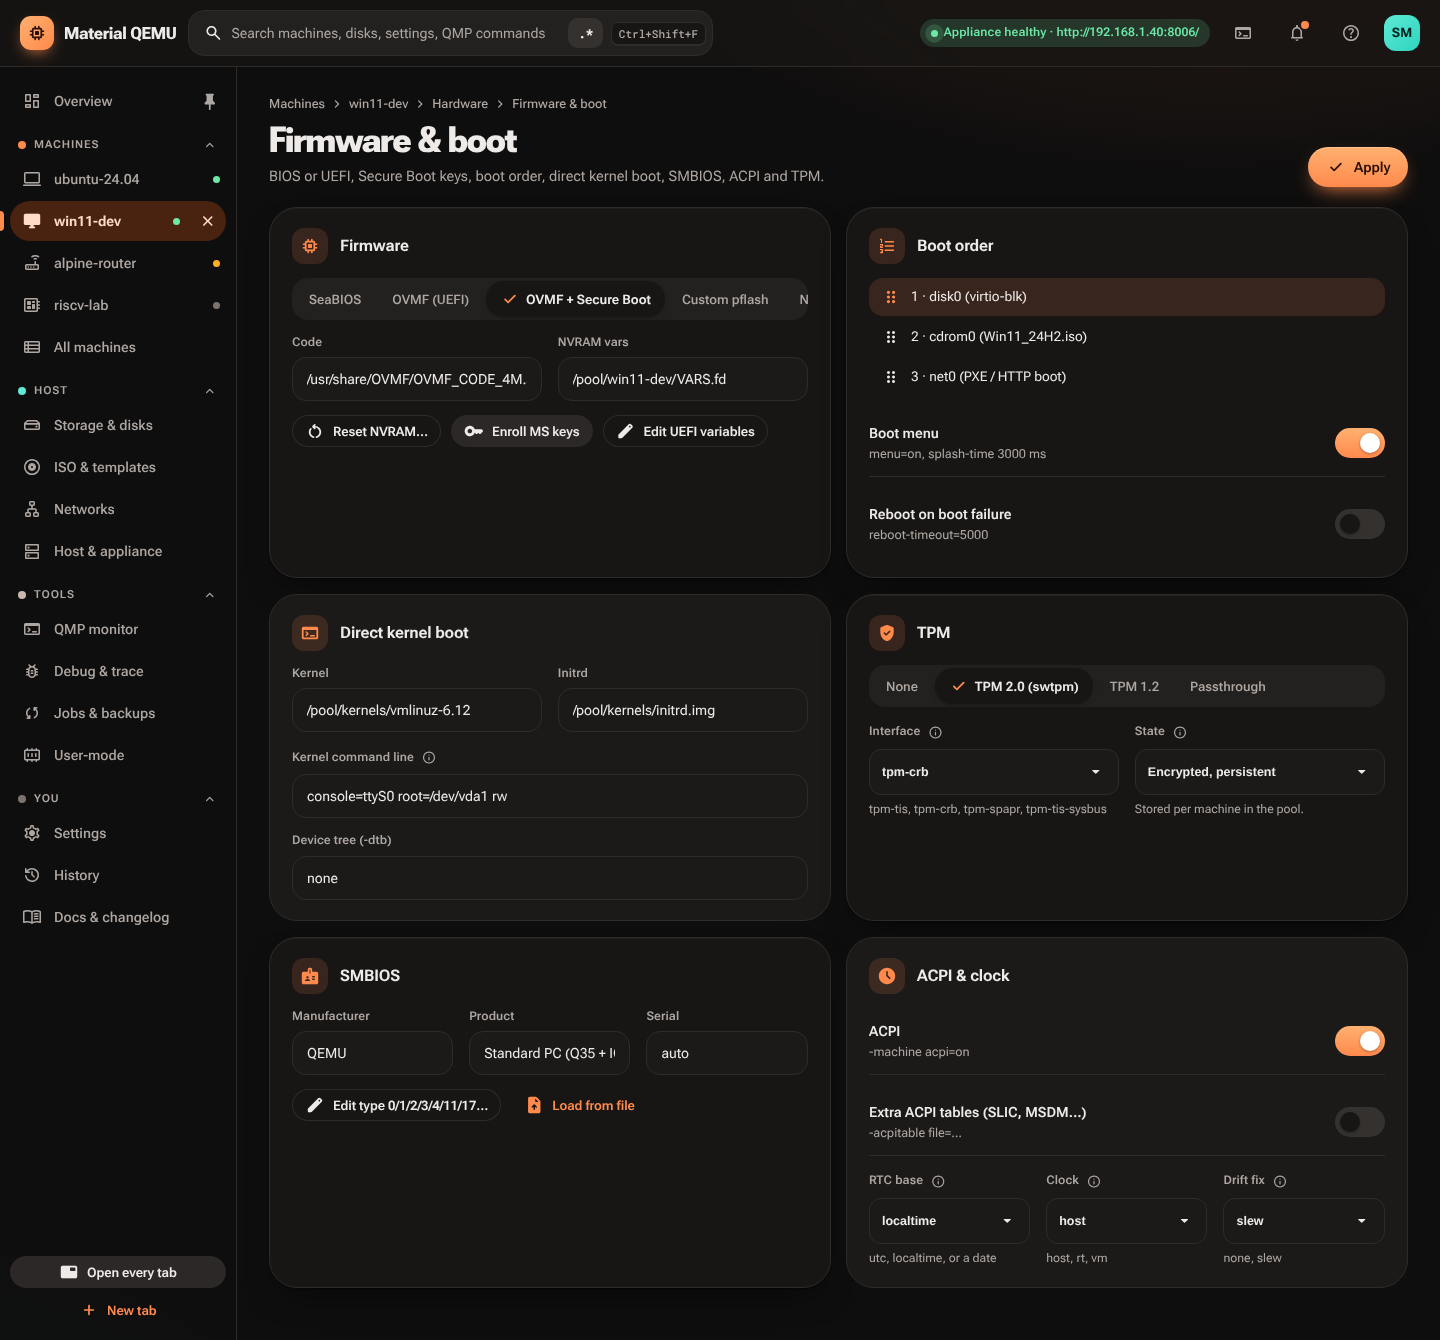 Material QEMU
Search machines, disks, settings, QMP commands
.*
Ctrl+Shift+F
Appliance healthy · http://192.168.1.40:8006/
SM
Overview
MACHINES
ubuntu-24.04
win11-dev
alpine-router
riscv-lab
All machines
HOST
Storage & disks
ISO & templates
Networks
Host & appliance
TOOLS
QMP monitor
Debug & trace
Jobs & backups
User-mode
YOU
Settings
History
Docs & changelog
Open every tab
New tab
Machines > win11-dev > Hardware > Firmware & boot
Firmware & boot
BIOS or UEFI, Secure Boot keys, boot order, direct kernel boot, SMBIOS, ACPI and TPM.
Apply
Firmware
SeaBIOS OVMF (UEFI) OVMF + Secure Boot Custom pflash N
Code NVRAM vars
/usr/share/OVMF/OVMF_CODE_4M. /pool/win11-dev/VARS.fd
Reset NVRAM... Enroll MS keys Edit UEFI variables
Boot order
1 · disk0 (virtio-blk)
2 · cdrom0 (Win11_24H2.iso)
3 · net0 (PXE / HTTP boot)
Boot menu
menu=on, splash-time 3000 ms
Reboot on boot failure
reboot-timeout=5000
Direct kernel boot
Kernel Initrd
/pool/kernels/vmlinuz-6.12 /pool/kernels/initrd.img
Kernel command line
console=ttyS0 root=/dev/vda1 rw
Device tree (-dtb)
none
TPM
None TPM 2.0 (swtpm) TPM 1.2 Passthrough
Interface State
tpm-crb Encrypted, persistent
tpm-tis, tpm-crb, tpm-spapr, tpm-tis-sysbus Stored per machine in the pool.
SMBIOS
Manufacturer Product Serial
QEMU Standard PC (Q35 + I auto
Edit type 0/1/2/3/4/11/17... Load from file
ACPI & clock
ACPI
-machine acpi=on
Extra ACPI tables (SLIC, MSDM...)
-acpitable file=...
RTC base Clock Drift fix
localtime host slew
utc, localtime, or a date host, rt, vm none, slew